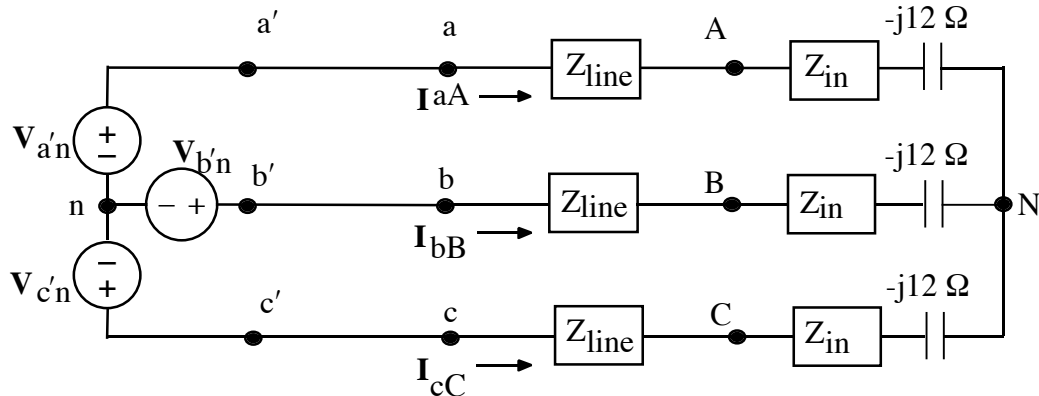 -j12 Ω
a′ a A
Z_line Z_in
I_aA
V_a′n + −
V_b′n
-j12 Ω
b′ b B
n − + Z_line Z_in N
I_bB
V_c′n − +
-j12 Ω
c′ c C
Z_line Z_in
I_cC